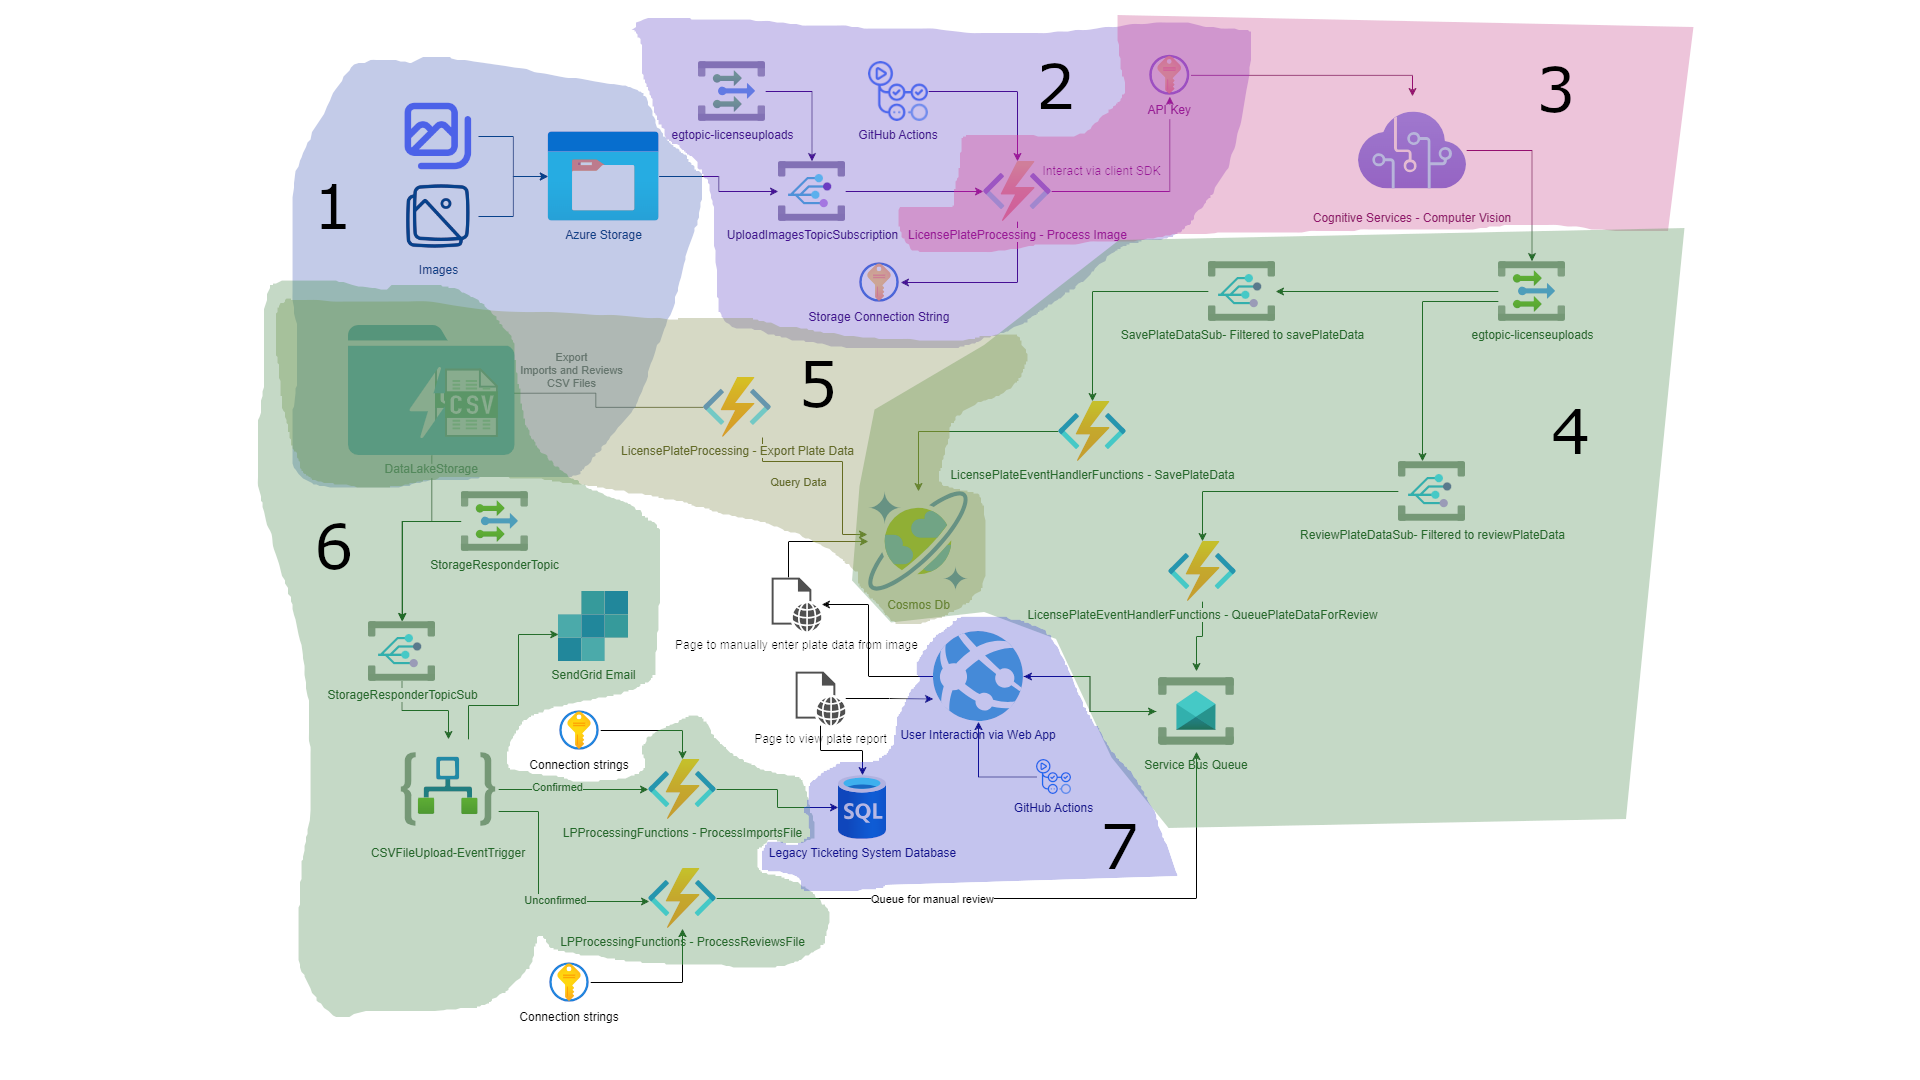 1
Images
Azure Storage
2
egtopic-licenseuploads
GitHub Actions
UploadImagesTopicSubscription
LicensePlateProcessing - Process Image
Interact via client SDK
API Key
Storage Connection String
3
Cognitive Services - Computer Vision
4
egtopic-licenseuploads
SavePlateDataSub- Filtered to savePlateData
LicensePlateEventHandlerFunctions - SavePlateData
ReviewPlateDataSub- Filtered to reviewPlateData
LicensePlateEventHandlerFunctions - QueuePlateDataForReview
Service Bus Queue
5
Export
Imports and Reviews
CSV Files
LicensePlateProcessing - Export Plate Data
Query Data
Cosmos Db
CSV
DataLakeStorage
6
StorageResponderTopic
StorageResponderTopicSub
SendGrid Email
CSVFileUpload-EventTrigger
Connection strings
Confirmed
LPProcessingFunctions - ProcessImportsFile
Unconfirmed
LPProcessingFunctions - ProcessReviewsFile
Connection strings
Queue for manual review
Page to manually enter plate data from image
Page to view plate report
7
User Interaction via Web App
GitHub Actions
SQL
Legacy Ticketing System Database